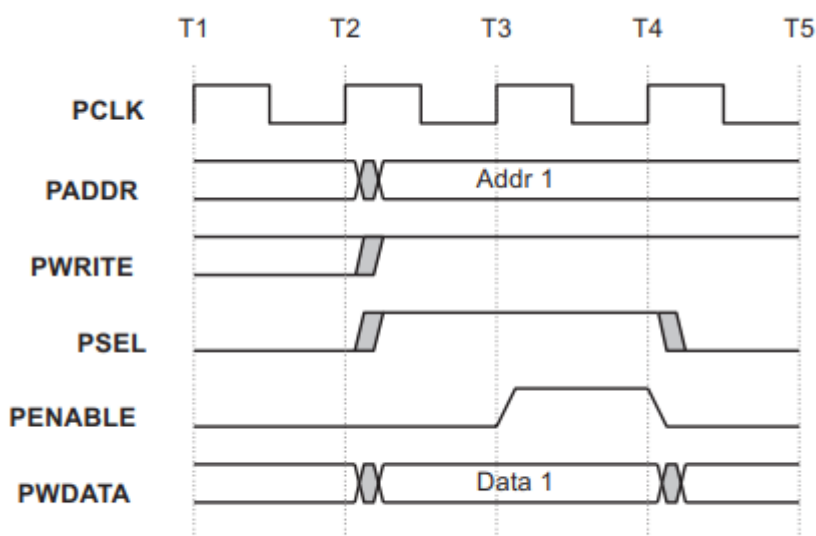 T1 T2 T3 T4 T5
PCLK
PADDR Addr 1
PWRITE
PSEL
PENABLE
PWDATA Data 1